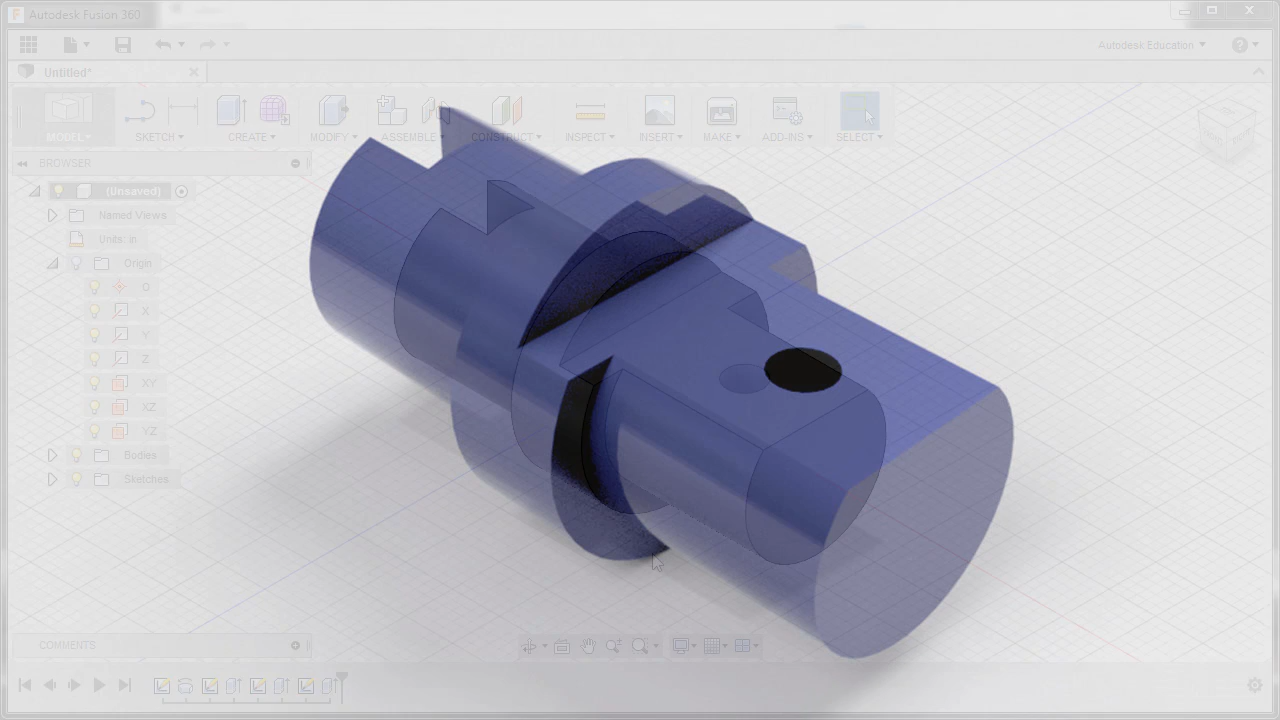 Autodesk Fusion 360
Autodesk Education
Untitled*
MODEL
SKETCH
CREATE
MODIFY
ASSEMBLE
CONSTRUCT
INSPECT
INSERT
MAKE
ADD-INS
SELECT
BROWSER
(Unsaved)
Named Views
Units: in
Origin
O
X
Y
Z
XY
XZ
YZ
Bodies
Sketches
COMMENTS